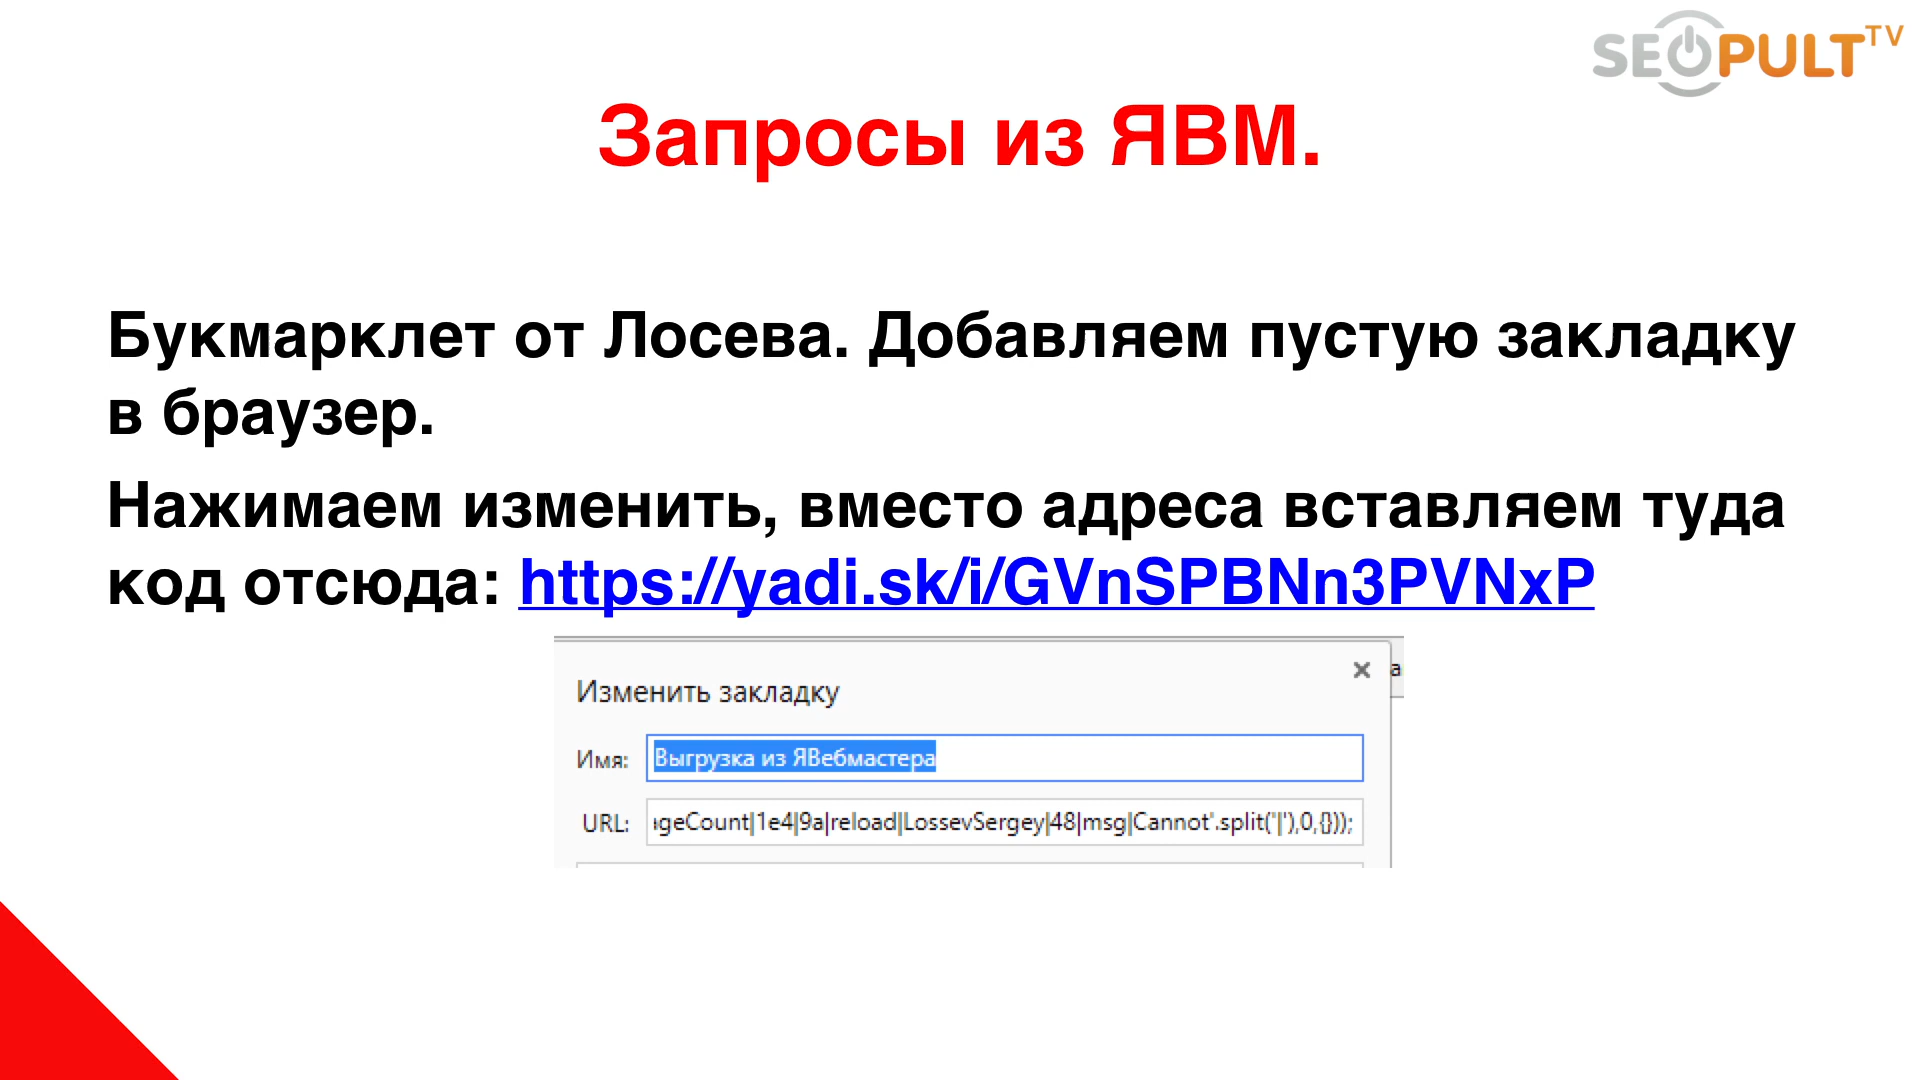 SEOPULT TV
Запросы из ЯВМ.
Букмарклет от Лосева. Добавляем пустую закладку
в браузер.
Нажимаем изменить, вместо адреса вставляем туда
код отсюда: https://yadi.sk/i/GVnSPBNn3PVNxP
Изменить закладку
Имя: Выгрузка из ЯВебмастера
URL: ageCount|1e4|9a|reload|LossevSergey|48|msg|Cannot'.split('|'),0,{}));